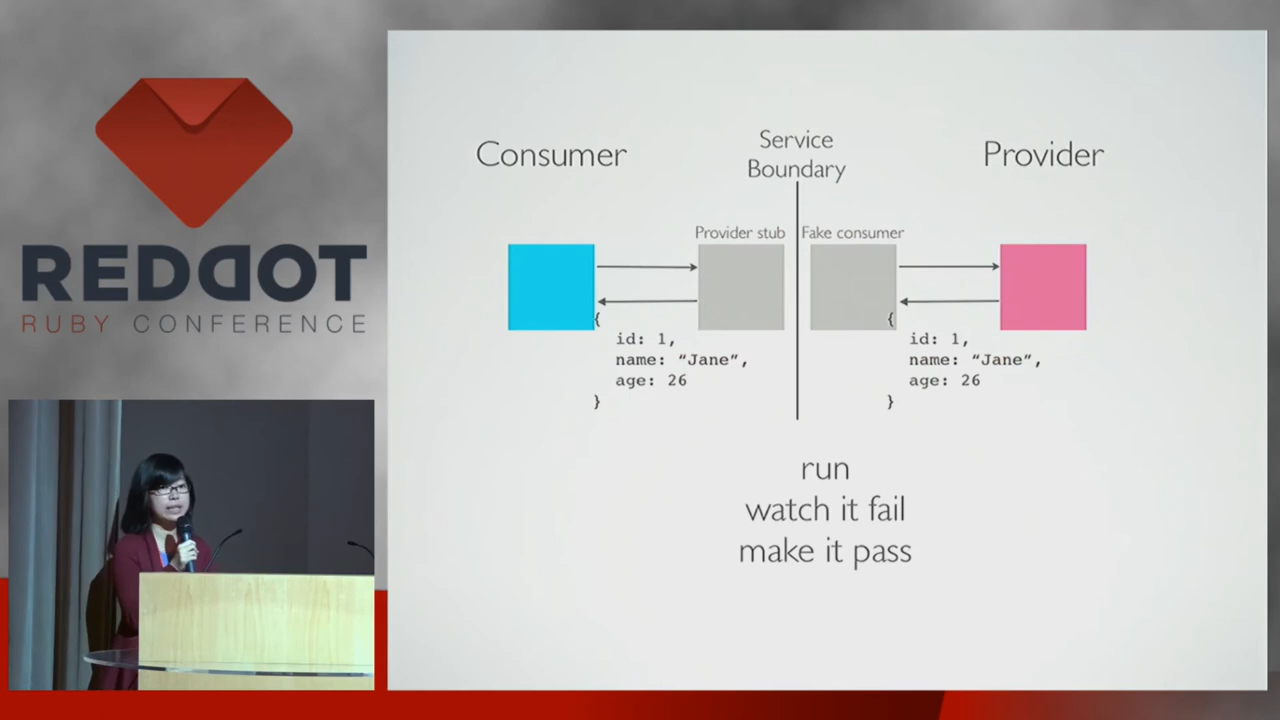 REDDOT
RUBY CONFERENCE
Consumer
Service
Boundary
Provider
Provider stub
Fake consumer
{
id: 1,
name: “Jane”,
age: 26
}
{
id: 1,
name: “Jane”,
age: 26
}
run
watch it fail
make it pass